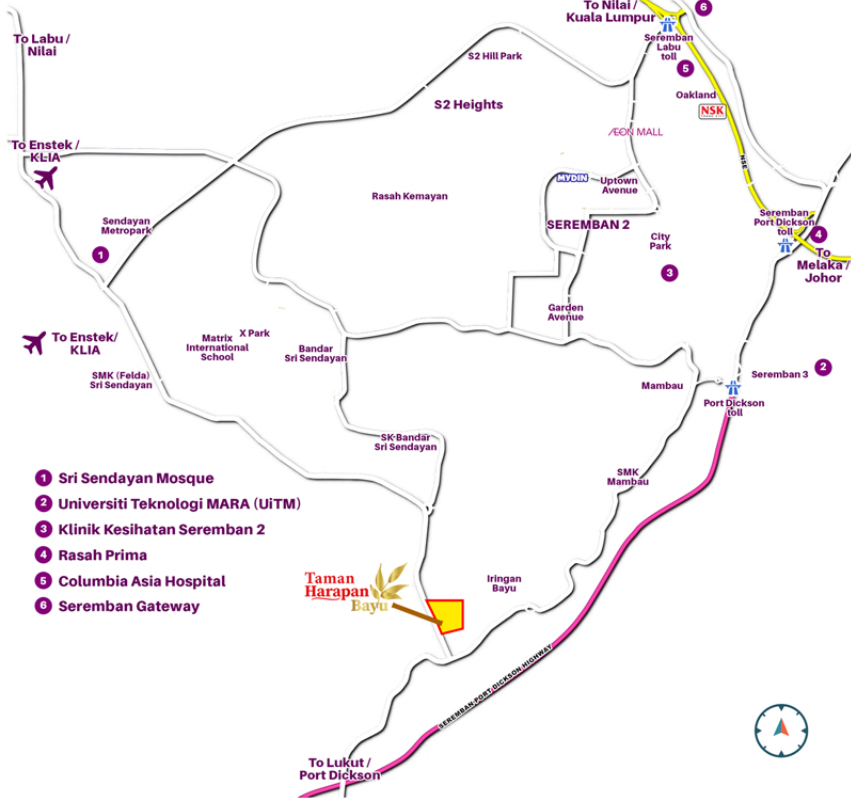 To Nilai /
Kuala Lumpur
6
To Labu /
Nilai
Seremban
Labu
toll
S2 Hill Park
5
Oakland
S2 Heights
NSK
TRADE CITY
ÆON MALL
To Enstek /
KLIA
NSE
MYDIN
Uptown
Avenue
Rasah Kemayan
Sendayan
Metropark
SEREMBAN 2
Seremban
Port Dickson
toll
4
City
Park
1
To
Melaka /
Johor
3
Garden
Avenue
To Enstek/
KLIA
X Park
Matrix
International
School
Bandar
Sri Sendayan
SMK (Felda)
Sri Sendayan
Mambau
Seremban 3
2
Port Dickson
toll
SK Bandar
Sri Sendayan
SMK
Mambau
1 Sri Sendayan Mosque
2 Universiti Teknologi MARA (UiTM)
3 Klinik Kesihatan Seremban 2
4 Rasah Prima
5 Columbia Asia Hospital
6 Seremban Gateway
Taman
Harapan
Bayu
Iringan
Bayu
SEREMBAN-PORT DICKSON HIGHWAY
To Lukut /
Port Dickson